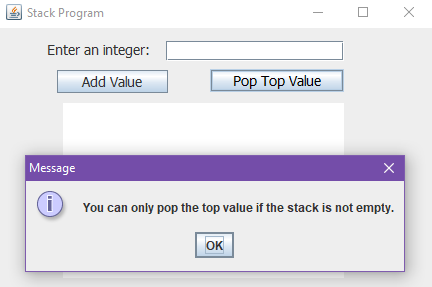 Stack Program
Enter an integer:
Add Value
Pop Top Value
Message
You can only pop the top value if the stack is not empty.
OK